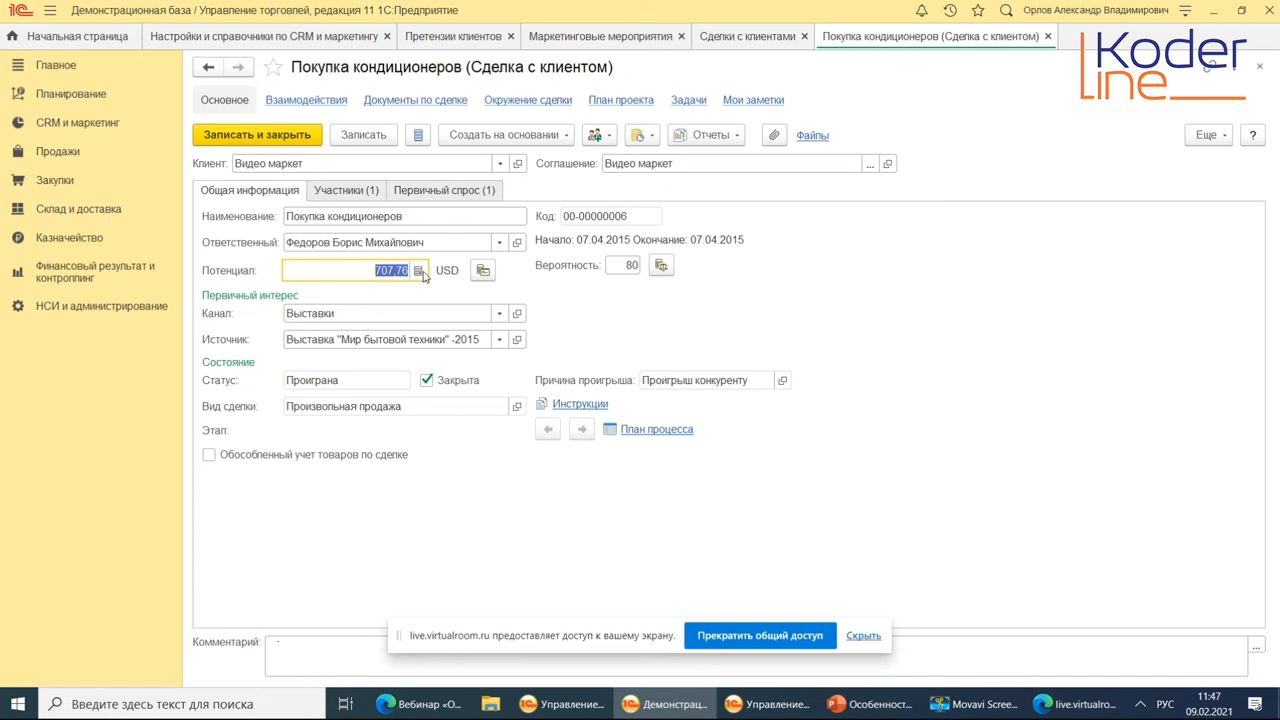 Демонстрационная база / Управление торговлей, редакция 11 1С:Предприятие
Орлов Александр Владимирович
Начальная страница
Настройки и справочники по CRM и маркетингу
Претензии клиентов
Маркетинговые мероприятия
Сделки с клиентами
Покупка кондиционеров (Сделка с клиентом)
Koder
Line
Главное
Планирование
CRM и маркетинг
Продажи
Закупки
Склад и доставка
Казначейство
Финансовый результат и
контроллинг
НСИ и администрирование
Покупка кондиционеров (Сделка с клиентом)
Основное Взаимодействия Документы по сделке Окружение сделки План проекта Задачи Мои заметки
Записать и закрыть Записать Создать на основании Отчеты Файлы Еще ?
Клиент: Видео маркет Соглашение: Видео маркет ...
Общая информация Участники (1) Первичный спрос (1)
Наименование: Покупка кондиционеров Код: 00-00000006
Ответственный: Федоров Борис Михайлович Начало: 07.04.2015 Окончание: 07.04.2015
Потенциал: 707,76 USD Вероятность: 80
Первичный интерес
Канал: Выставки
Источник: Выставка "Мир бытовой техники" -2015
Состояние
Статус: Проиграна Закрыта Причина проигрыша: Проигрыш конкуренту
Вид сделки: Произвольная продажа Инструкции
Этап: План процесса
Обособленный учет товаров по сделке
live.virtualroom.ru предоставляет доступ к вашему экрану. Прекратить общий доступ Скрыть
Комментарий: . ...
Введите здесь текст для поиска
Вебинар «О...
Управление...
Демонстрац...
Управление...
Особенност...
Movavi Scree...
live.virtualro...
РУС
11:47
09.02.2021